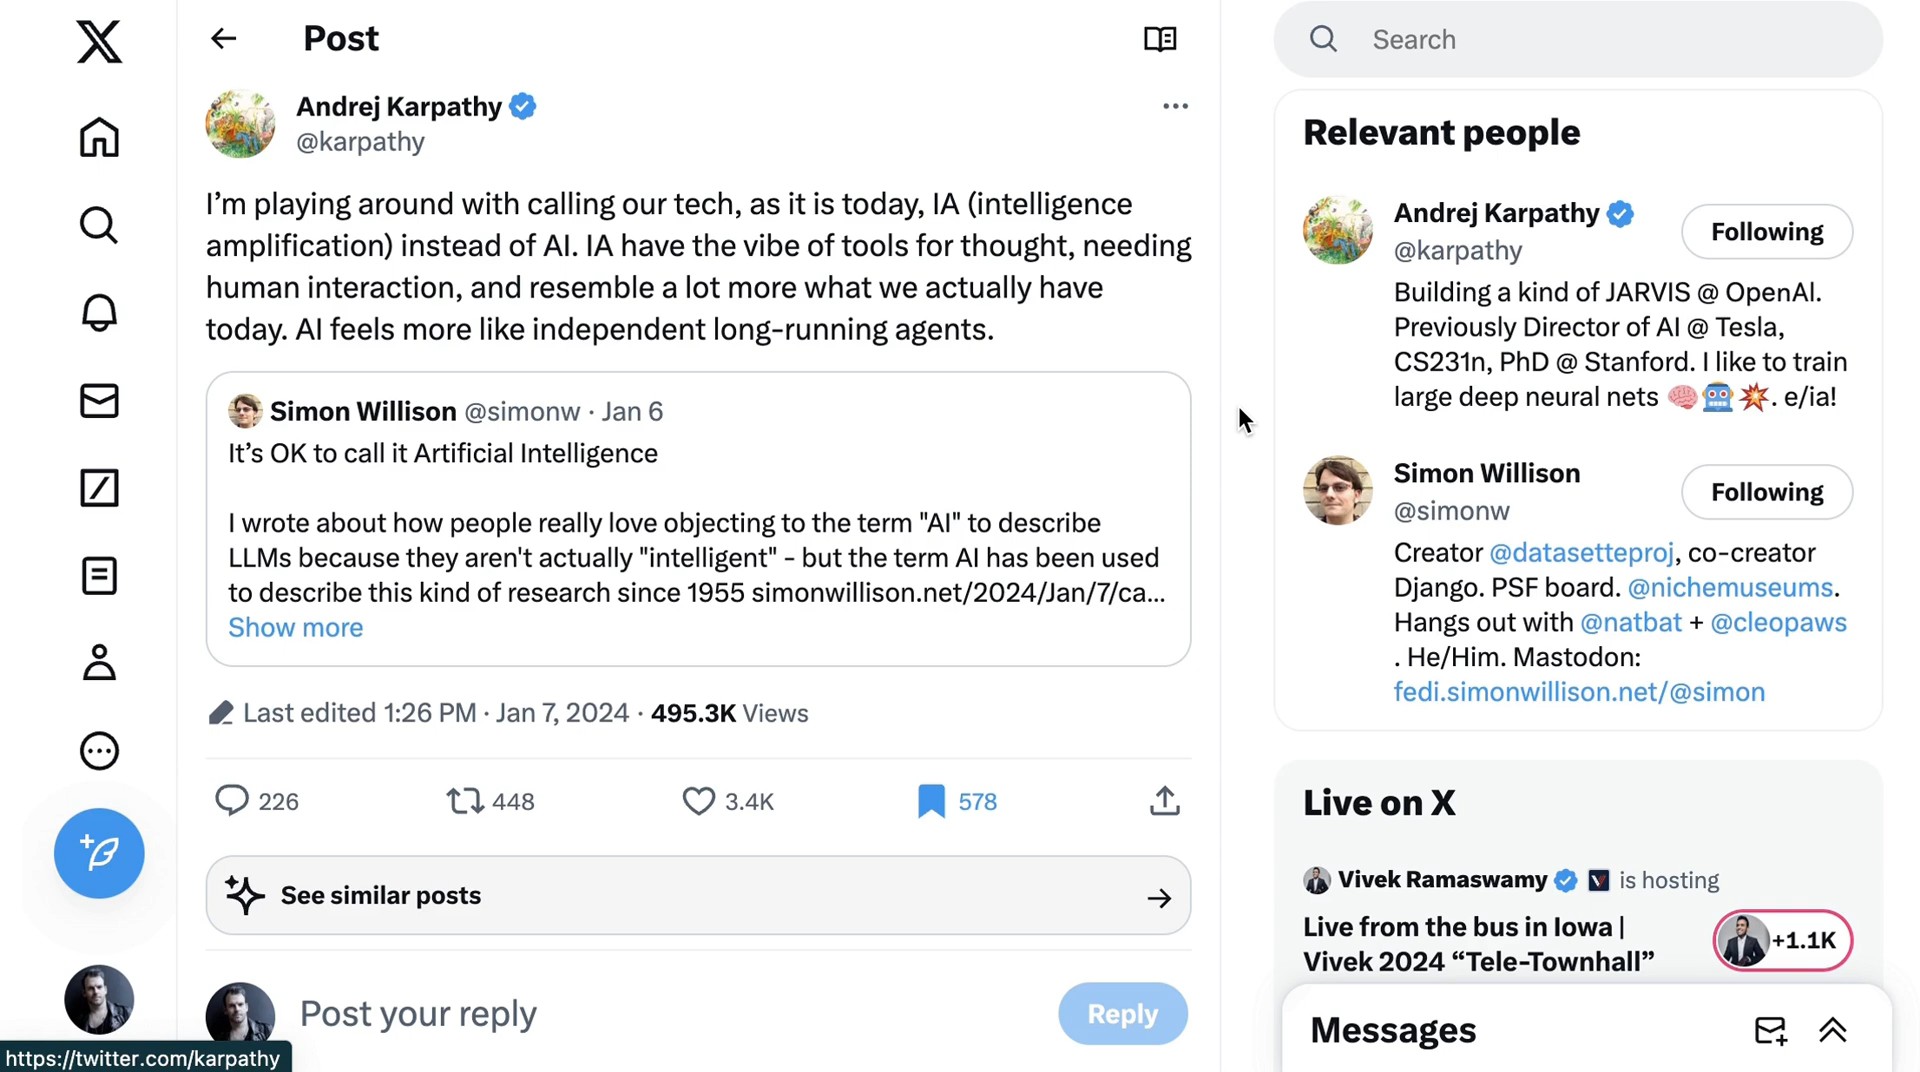 Post
Andrej Karpathy
@karpathy
I’m playing around with calling our tech, as it is today, IA (intelligence
amplification) instead of AI. IA have the vibe of tools for thought, needing
human interaction, and resemble a lot more what we actually have
today. AI feels more like independent long-running agents.
Simon Willison @simonw · Jan 6
It’s OK to call it Artificial Intelligence
I wrote about how people really love objecting to the term "AI" to describe
LLMs because they aren't actually "intelligent" - but the term AI has been used
to describe this kind of research since 1955 simonwillison.net/2024/Jan/7/ca...
Show more
Last edited 1:26 PM · Jan 7, 2024 · 495.3K Views
226 448 3.4K 578
See similar posts
Post your reply
Reply
https://twitter.com/karpathy
Search
Relevant people
Andrej Karpathy
Following
@karpathy
Building a kind of JARVIS @ OpenAI.
Previously Director of AI @ Tesla,
CS231n, PhD @ Stanford. I like to train
large deep neural nets 🧠🤖💥. e/ia!
Simon Willison
Following
@simonw
Creator @datasetteproj, co-creator
Django. PSF board. @nichemuseums.
Hangs out with @natbat + @cleopaws
. He/Him. Mastodon:
fedi.simonwillison.net/@simon
Live on X
Vivek Ramaswamy is hosting
Live from the bus in Iowa |
Vivek 2024 “Tele-Townhall”
+1.1K
Messages